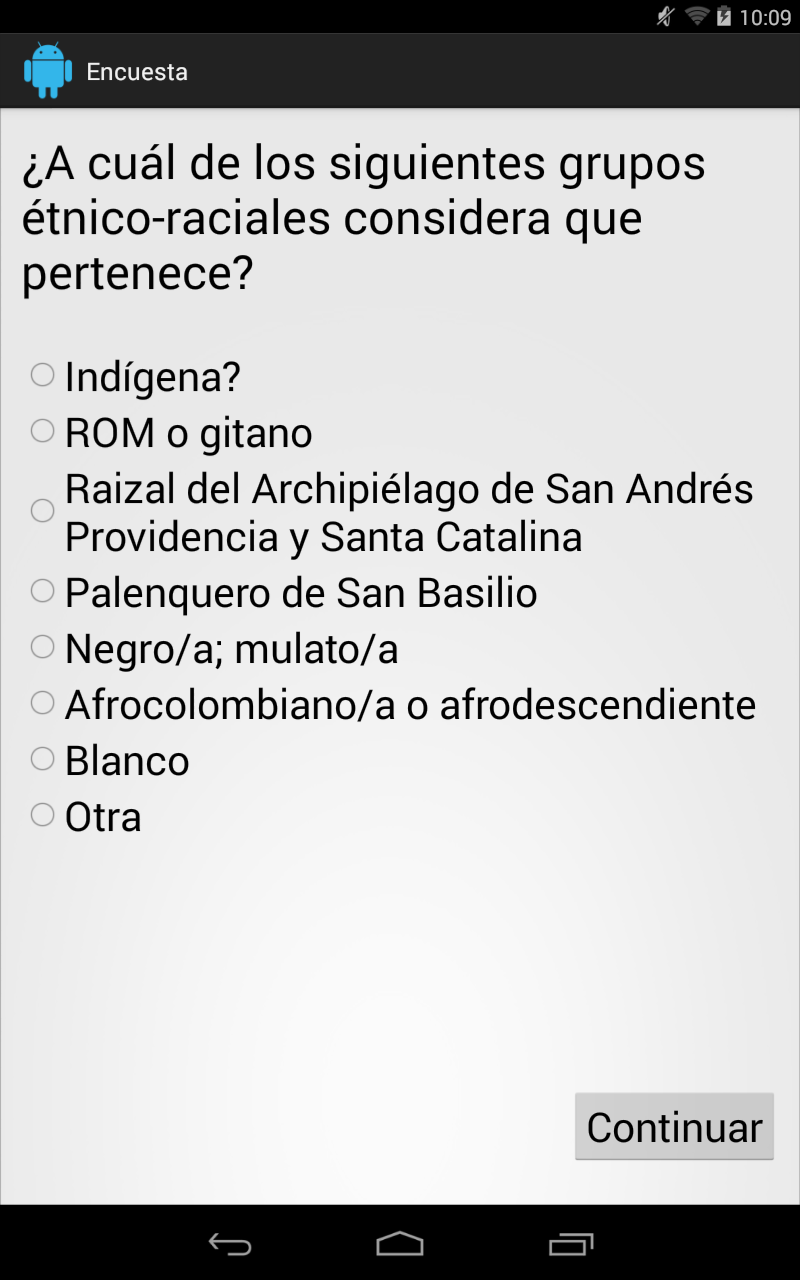 10:09
Encuesta
¿A cuál de los siguientes grupos
étnico-raciales considera que
pertenece?
Indígena?
ROM o gitano
Raizal del Archipiélago de San Andrés
Providencia y Santa Catalina
Palenquero de San Basilio
Negro/a; mulato/a
Afrocolombiano/a o afrodescendiente
Blanco
Otra
Continuar